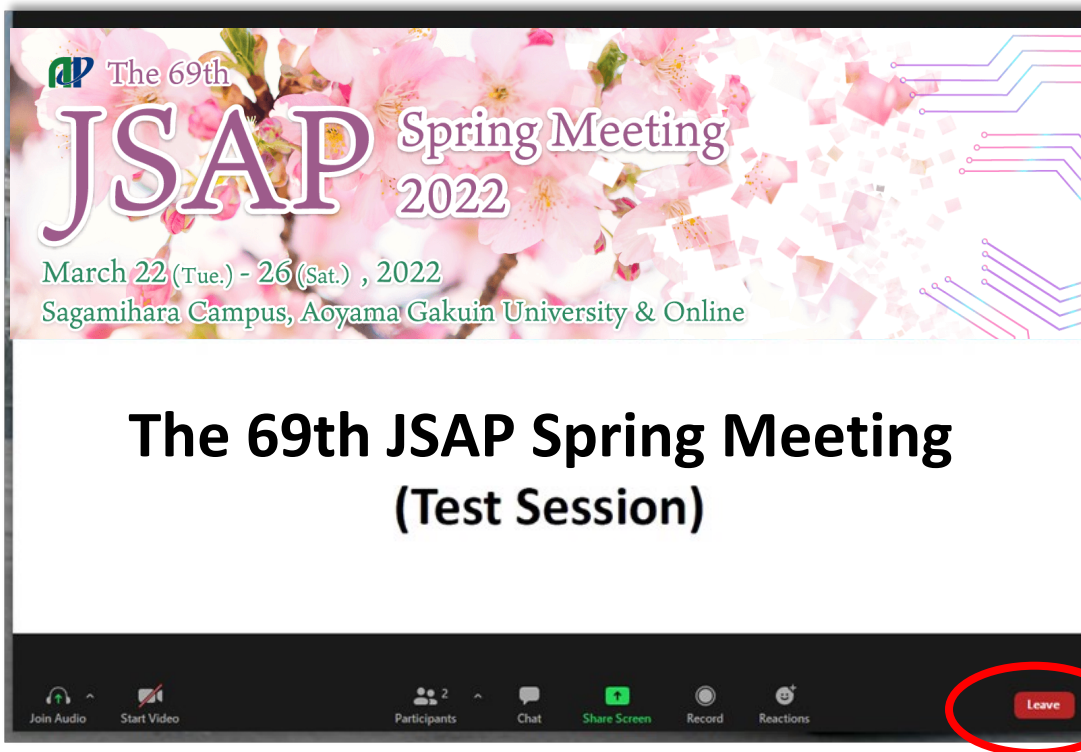 The 69th
JSAP Spring Meeting
2022
March 22 (Tue.) - 26 (Sat.) , 2022
Sagamihara Campus, Aoyama Gakuin University & Online
The 69th JSAP Spring Meeting
(Test Session)
Join Audio Start Video Participants 2 Chat Share Screen Record Reactions Leave